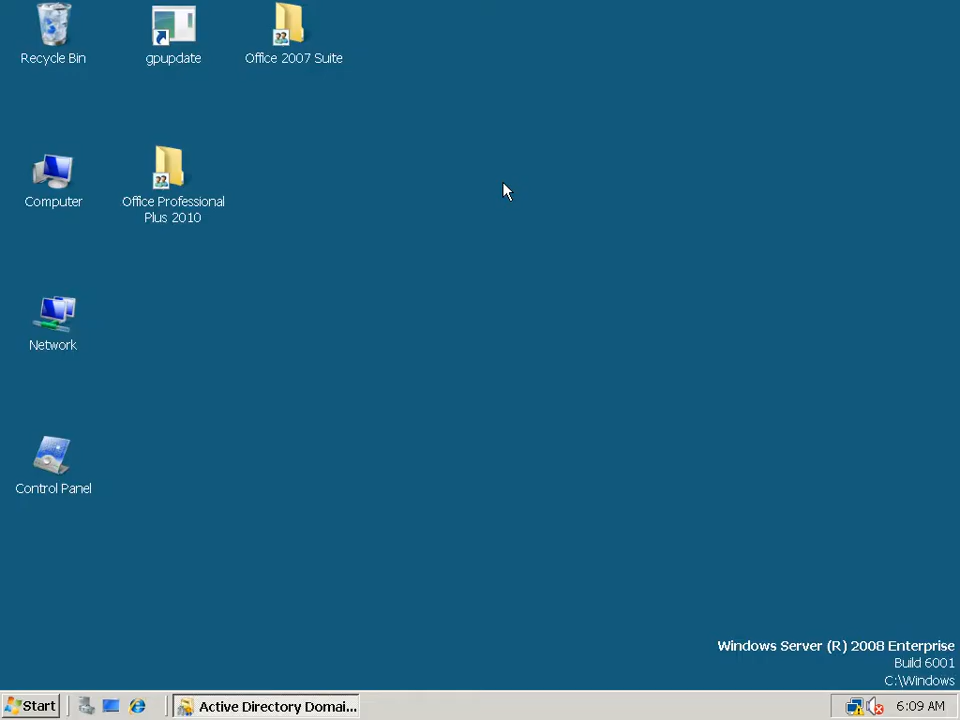 Recycle Bin
gpupdate
Office 2007 Suite
Computer
Office Professional
Plus 2010
Network
Control Panel
Windows Server (R) 2008 Enterprise
Build 6001
C:\Windows
Start
Active Directory Domai...
6:09 AM